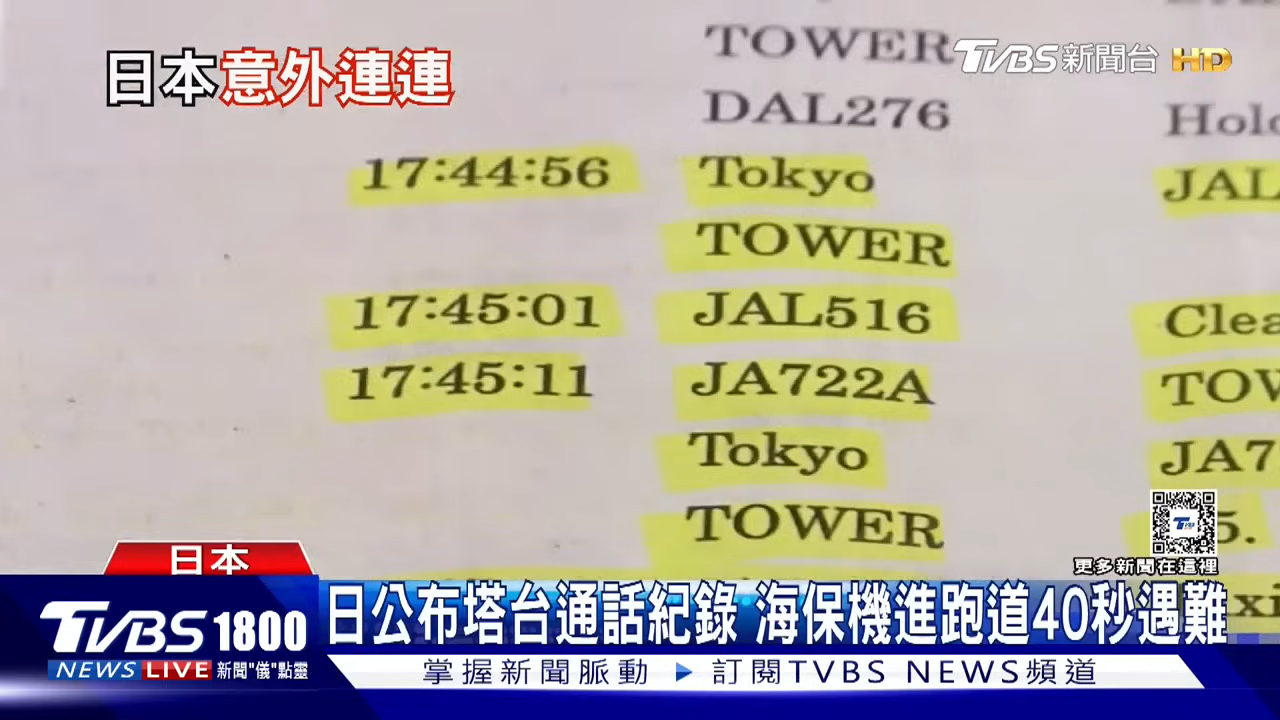 日本意外連連
TVBS新聞台 HD
TOWER
DAL276
17:44:56 Tokyo JAL
TOWER
17:45:01 JAL516
17:45:11 JA722A
Tokyo
TOWER 5.
更多新聞在這裡
日本
日公布塔台通話紀錄 海保機進跑道40秒遇難
TVBS 1800
NEWS LIVE 新聞"儀"點靈
掌握新聞脈動 ▶ 訂閱TVBS NEWS頻道